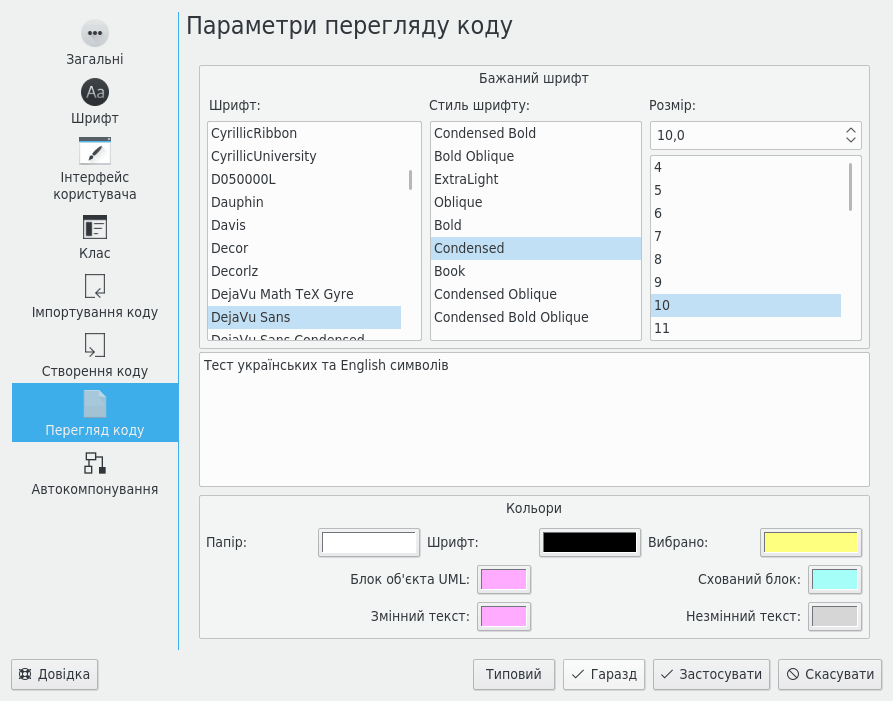 Параметри перегляду коду
Загальні
Шрифт
Інтерфейс
користувача
Клас
Імпортування коду
Створення коду
Перегляд коду
Автокомпонування
Бажаний шрифт
Шрифт:
CyrillicRibbon
CyrillicUniversity
D050000L
Dauphin
Davis
Decor
Decorlz
DejaVu Math TeX Gyre
DejaVu Sans
DejaVu Sans Condensed
Стиль шрифту:
Condensed Bold
Bold Oblique
ExtraLight
Oblique
Bold
Condensed
Book
Condensed Oblique
Condensed Bold Oblique
Розмір:
10,0
4
5
6
7
8
9
10
11
Тест українських та English символів
Кольори
Папір: Шрифт: Вибрано:
Блок об'єкта UML: Схований блок:
Змінний текст: Незмінний текст:
Довідка Типовий Гаразд Застосувати Скасувати